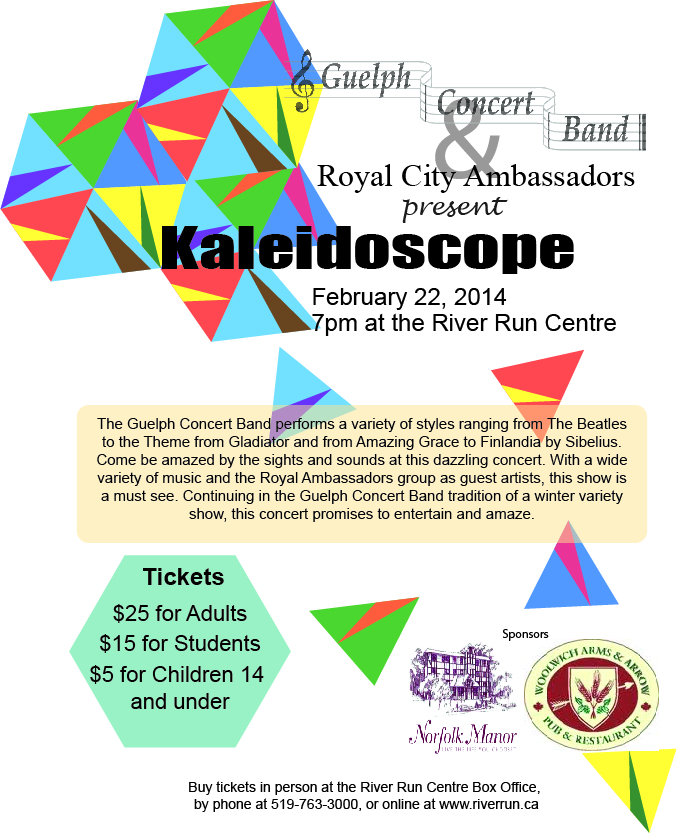 Guelph
Concert
Band
&
Royal City Ambassadors
present
Kaleidoscope
February 22, 2014
7pm at the River Run Centre
The Guelph Concert Band performs a variety of styles ranging from The Beatles
to the Theme from Gladiator and from Amazing Grace to Finlandia by Sibelius.
Come be amazed by the sights and sounds at this dazzling concert. With a wide
variety of music and the Royal Ambassadors group as guest artists, this show is
a must see. Continuing in the Guelph Concert Band tradition of a winter variety
show, this concert promises to entertain and amaze.
Tickets
$25 for Adults
$15 for Students
$5 for Children 14
and under
Sponsors
Norfolk Manor
WOOLWICH ARMS & ARROW
PUB & RESTAURANT
Buy tickets in person at the River Run Centre Box Office,
by phone at 519-763-3000, or online at www.riverrun.ca